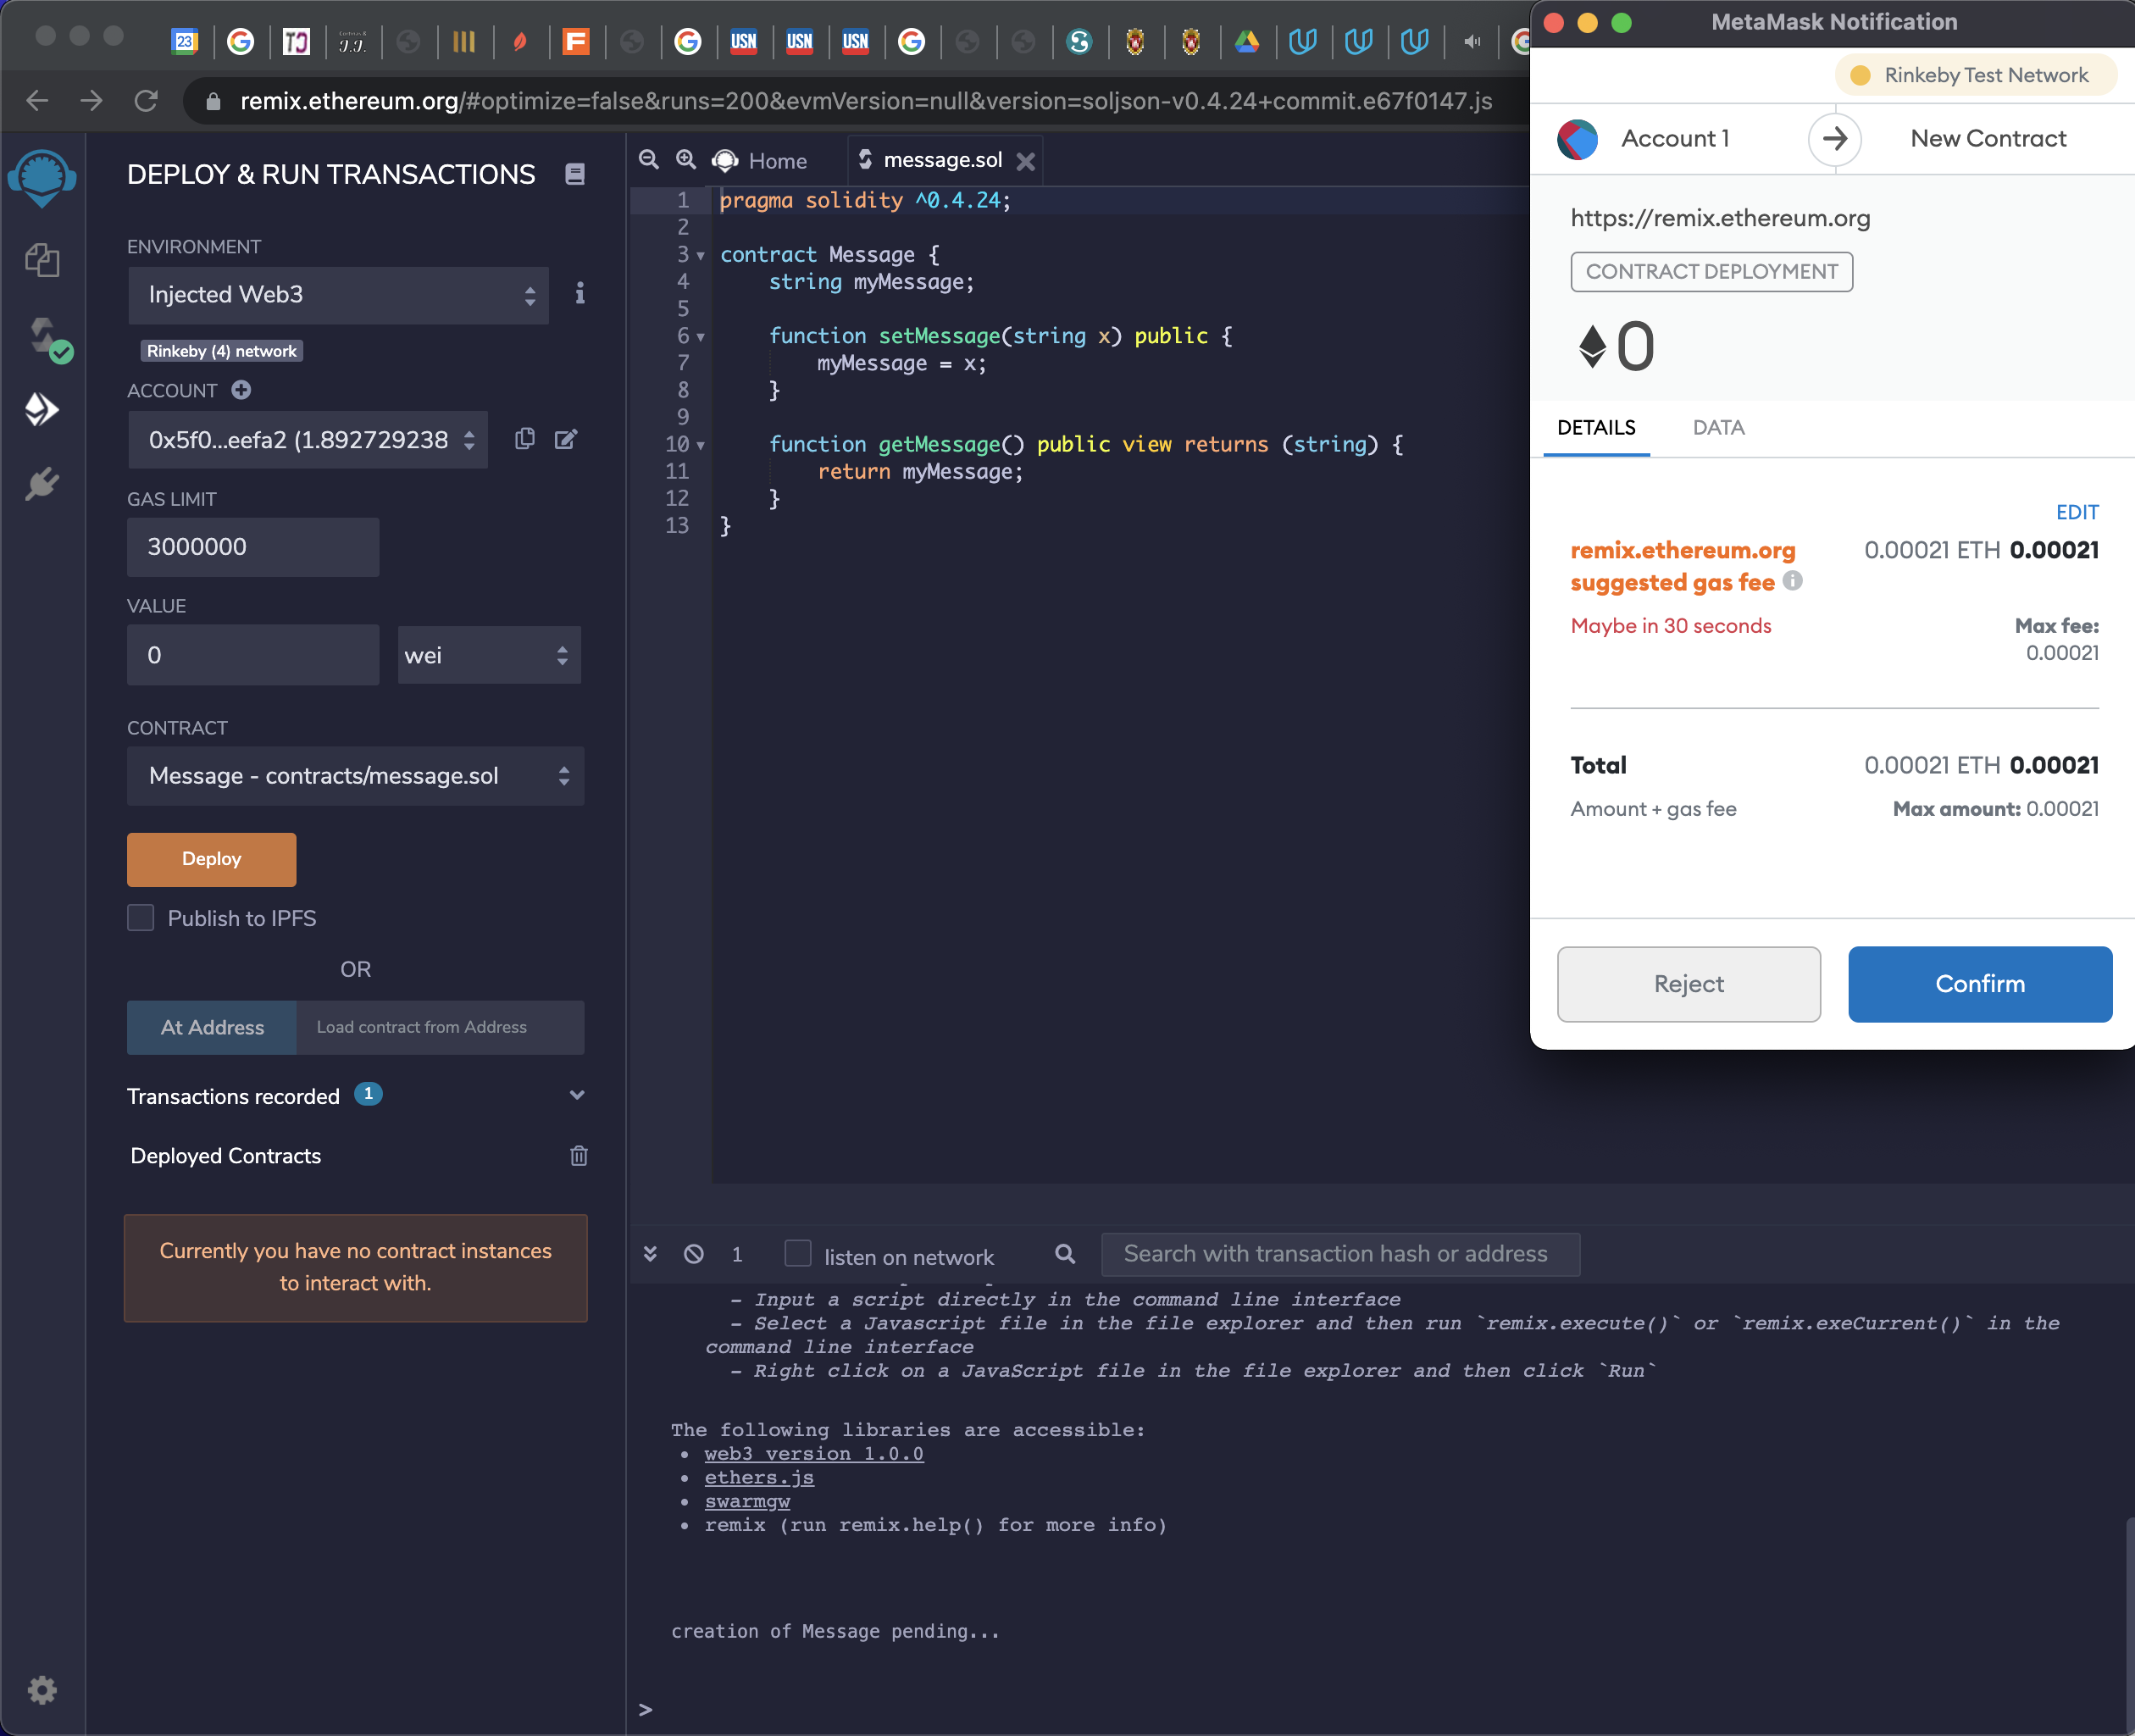 23
USN
USN
USN
remix.ethereum.org/#optimize=false&runs=200&evmVersion=null&version=soljson-v0.4.24+commit.e67f0147.js
DEPLOY & RUN TRANSACTIONS
ENVIRONMENT
Injected Web3
Rinkeby (4) network
ACCOUNT
0x5f0...eefa2 (1.892729238
GAS LIMIT
3000000
VALUE
0
wei
CONTRACT
Message - contracts/message.sol
Deploy
Publish to IPFS
OR
At Address
Load contract from Address
Transactions recorded 1
Deployed Contracts
Currently you have no contract instances
to interact with.
Home
message.sol
1 pragma solidity ^0.4.24;
2
3 contract Message {
4 string myMessage;
5
6 function setMessage(string x) public {
7 myMessage = x;
8 }
9
10 function getMessage() public view returns (string) {
11 return myMessage;
12 }
13 }
1
listen on network
Search with transaction hash or address
- Input a script directly in the command line interface
- Select a Javascript file in the file explorer and then run `remix.execute()` or `remix.exeCurrent()` in the
command line interface
- Right click on a JavaScript file in the file explorer and then click `Run`
The following libraries are accessible:
• web3 version 1.0.0
• ethers.js
• swarmgw
• remix (run remix.help() for more info)
creation of Message pending...
>
MetaMask Notification
Rinkeby Test Network
Account 1
New Contract
https://remix.ethereum.org
CONTRACT DEPLOYMENT
0
DETAILS
DATA
EDIT
remix.ethereum.org 0.00021 ETH 0.00021
suggested gas fee
Maybe in 30 seconds
Max fee:
0.00021
Total 0.00021 ETH 0.00021
Amount + gas fee Max amount: 0.00021
Reject
Confirm